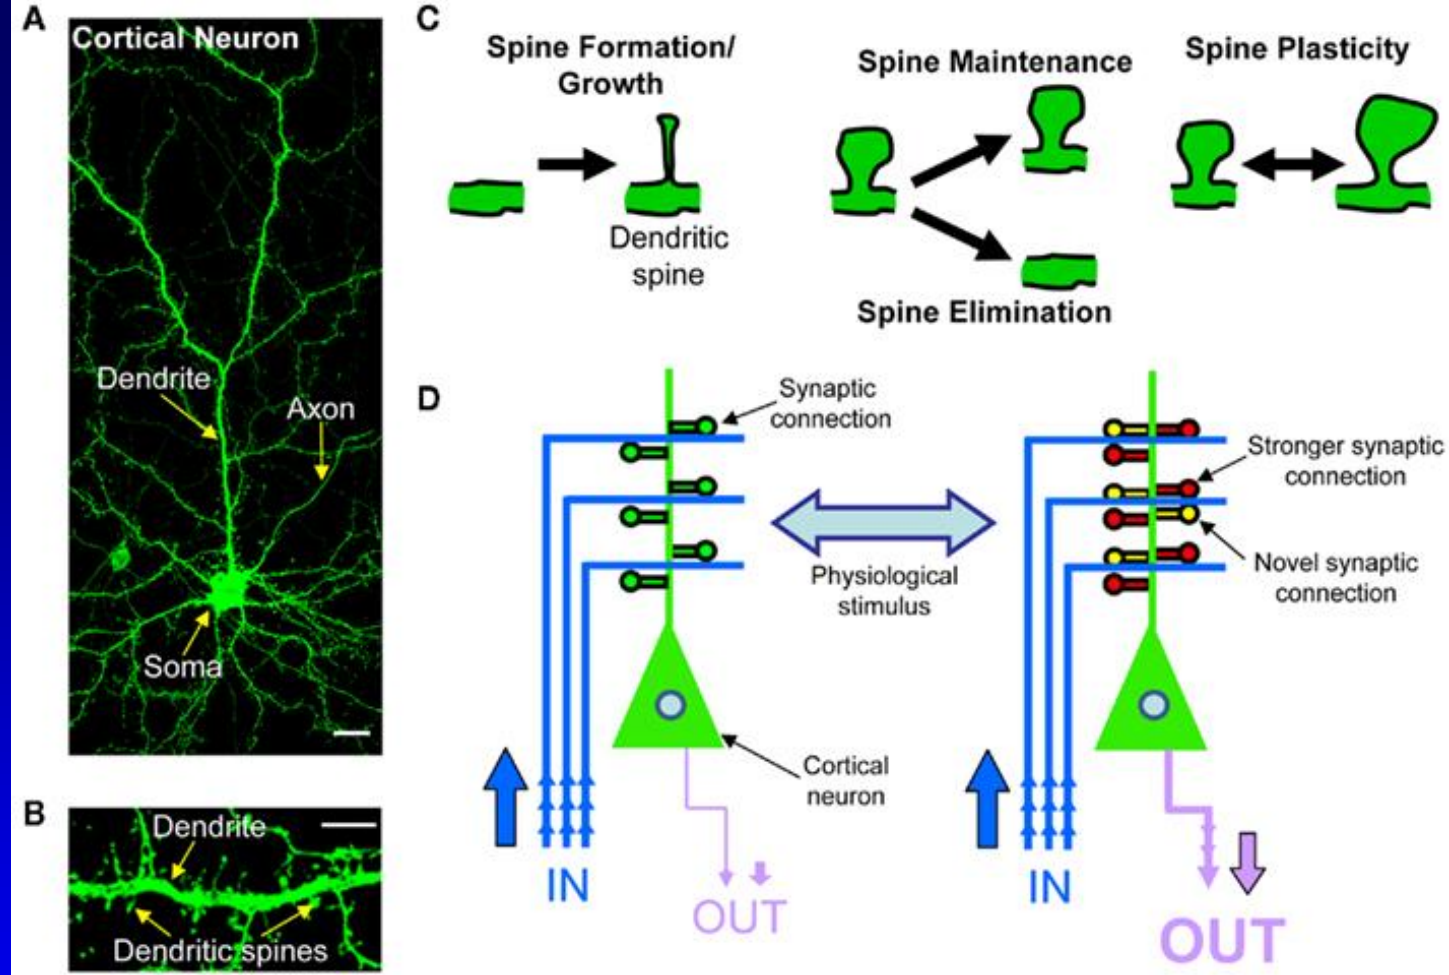 A
Cortical Neuron
Dendrite
Axon
Soma
B
Dendrite
Dendritic spines
C
Spine Formation/
Growth
Dendritic
spine
Spine Maintenance
Spine Elimination
Spine Plasticity
D
Synaptic
connection
Physiological
stimulus
Cortical
neuron
IN
OUT
Stronger synaptic
connection
Novel synaptic
connection
IN
OUT